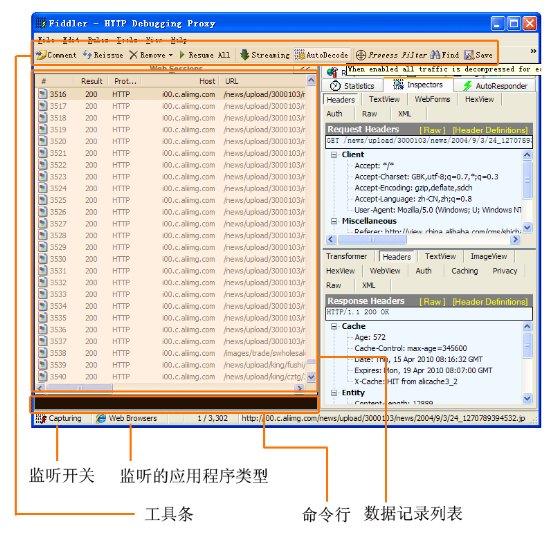 Fiddler - HTTP Debugging Proxy
File Edit Rules Tools View Help
Comment Reissue Remove Resume All Streaming AutoDecode Process Filter Find Save »
When enabled all traffic is decompressed for
Web Sessions <<
Statistics Inspectors AutoResponder
# Result Prot... Host URL
Headers TextView WebForms HexView
Auth Raw XML
3516 200 HTTP i00.c.aliimg.com /news/upload/3000103/r
3517 200 HTTP i00.c.aliimg.com /news/upload/3000103/r
3518 200 HTTP i00.c.aliimg.com /news/upload/3000103/r
3519 200 HTTP i00.c.aliimg.com /news/upload/3000103/r
3520 200 HTTP i00.c.aliimg.com /news/upload/3000103/r
3521 200 HTTP i00.c.aliimg.com /news/upload/3000103/r
3522 200 HTTP i00.c.aliimg.com /news/upload/3000103/r
3523 200 HTTP i00.c.aliimg.com /news/upload/3000103/r
3524 200 HTTP i00.c.aliimg.com /news/upload/3000103/r
3525 200 HTTP i00.c.aliimg.com /news/upload/3000103/r
3526 200 HTTP i00.c.aliimg.com /news/upload/3000103/r
3527 200 HTTP i00.c.aliimg.com /news/upload/3000103/r
3528 200 HTTP i00.c.aliimg.com /news/upload/3000103/r
3529 200 HTTP i00.c.aliimg.com /news/upload/3000103/r
3530 200 HTTP i00.c.aliimg.com /news/upload/3000103/r
3531 200 HTTP i00.c.aliimg.com /news/upload/3000103/r
3532 200 HTTP i00.c.aliimg.com /news/upload/3000103/r
3533 200 HTTP i00.c.aliimg.com /news/upload/3000103/r
3534 200 HTTP i00.c.aliimg.com /news/upload/3000103/r
3535 200 HTTP i00.c.aliimg.com /news/upload/3000103/r
3536 200 HTTP i00.c.aliimg.com /news/upload/3000103/r
3537 200 HTTP i00.c.aliimg.com /news/upload/3000103/r
3538 200 HTTP i00.c.aliimg.com /images/trade/swholesal
3539 200 HTTP i00.c.aliimg.com /news/upload/king/fushi/
3540 200 HTTP i00.c.aliimg.com /news/upload/king/cztg/
Request Headers [Raw] [Header Definitions]
GET /news/upload/3000103/news/2004/9/3/24_1270789
Client
Accept: */*
Accept-Charset: GBK,utf-8;q=0.7,*;q=0.3
Accept-Encoding: gzip,deflate,sdch
Accept-Language: zh-CN,zh;q=0.8
User-Agent: Mozilla/5.0 (Windows; U; Windows NT
Miscellaneous
Referer: http://view.china.alibaba.com/cms/shich
Transformer Headers TextView ImageView
HexView WebView Auth Caching Privacy
Raw XML
Response Headers [Raw] [Header Definitions]
HTTP/1.1 200 OK
Cache
Age: 572
Cache-Control: max-age=345600
Date: Thu, 15 Apr 2010 08:16:32 GMT
Expires: Mon, 19 Apr 2010 08:07:00 GMT
X-Cache: HIT from alicache3_2
Entity
Content-Length: 12999
Capturing Web Browsers 1 / 3,302 http://i00.c.aliimg.com/news/upload/3000103/news/2004/9/3/24_1270789394532.jp
监听开关 监听的应用程序类型
工具条 命令行 数据记录列表